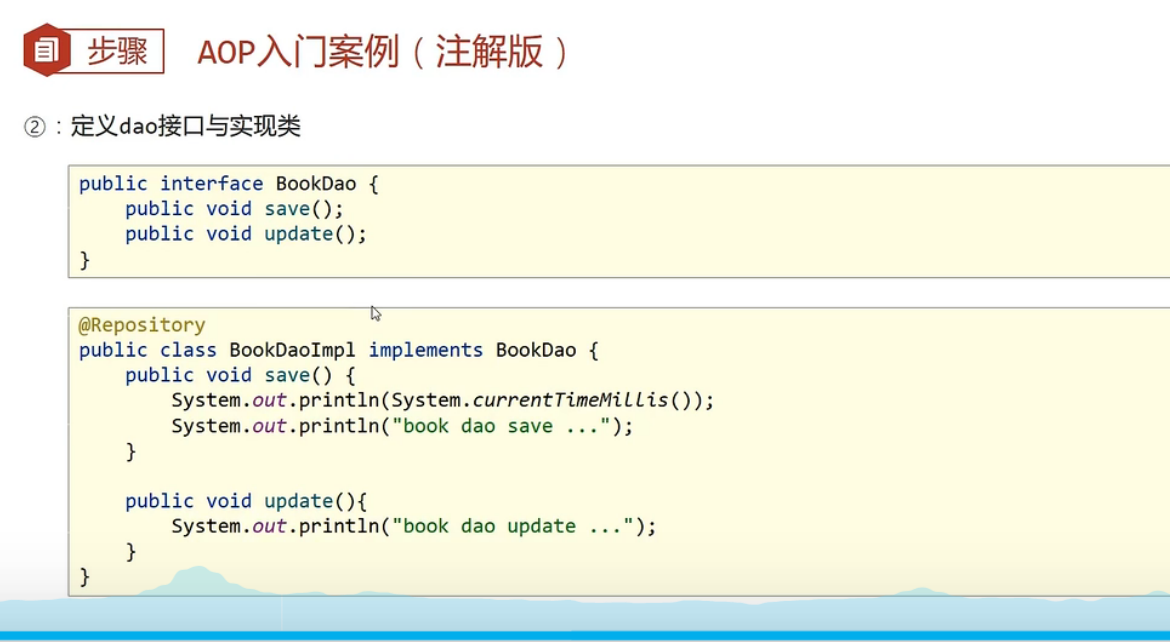 步骤 AOP入门案例（注解版）
②：定义dao接口与实现类
public interface BookDao {
    public void save();
    public void update();
}
@Repository
public class BookDaoImpl implements BookDao {
    public void save() {
        System.out.println(System.currentTimeMillis());
        System.out.println("book dao save ...");
    }
    public void update(){
        System.out.println("book dao update ...");
    }
}